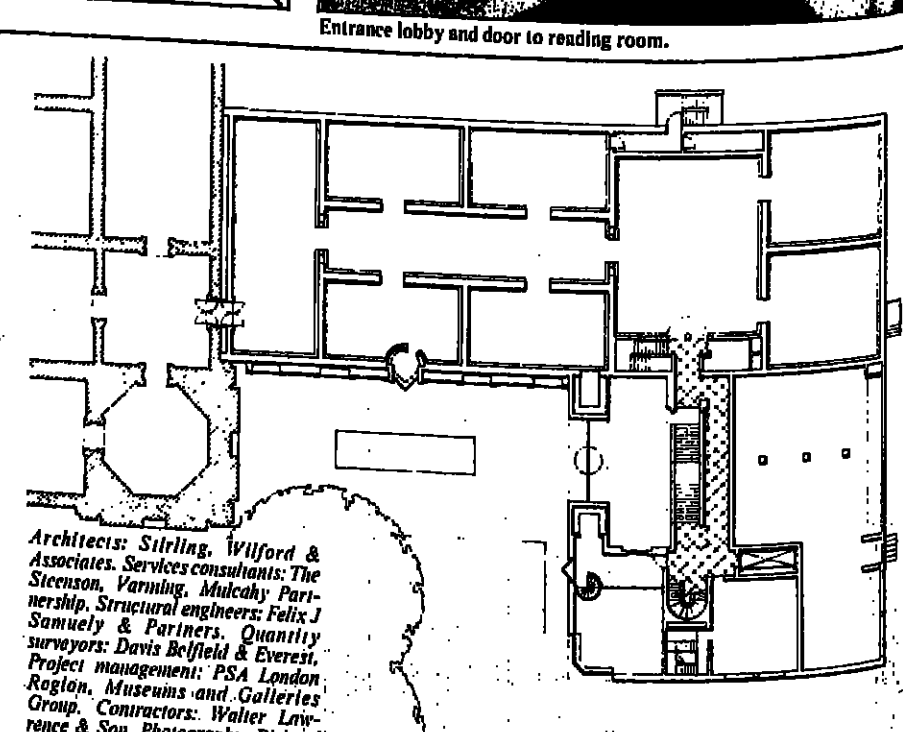 Entrance lobby and door to reading room.
Architects: Stirling, Wilford &
Associates. Services consultants: The
Steenson, Varming, Mulcahy Part-
nership. Structural engineers: Felix J
Samuely & Partners. Quantity
surveyors: Davis Belfield & Everest.
Project management: PSA London
Region, Museums and Galleries
Group. Contractors: Walter Law-
rence & Son. Photography: